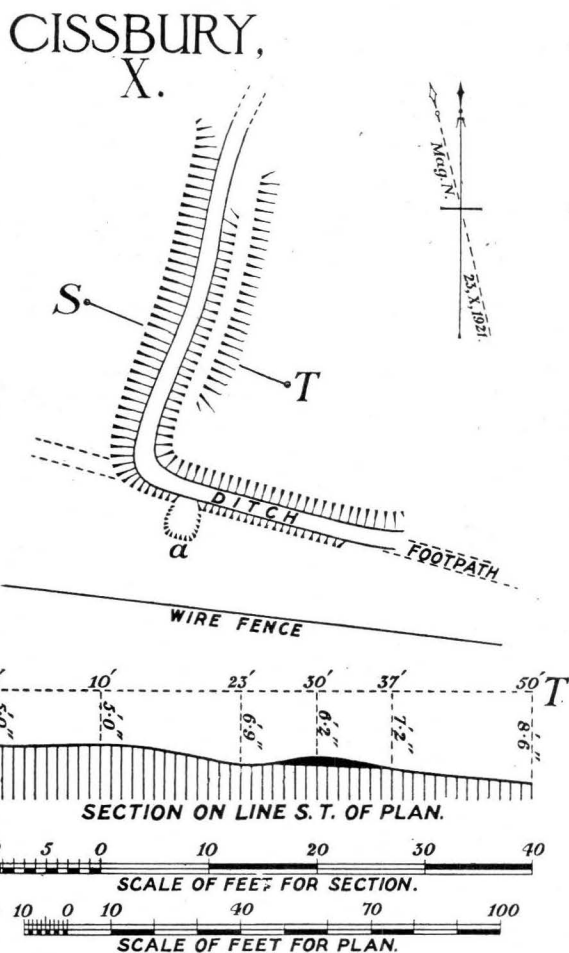 CISSBURY,
X.
Mag. N.
23, X, 1921.
S
T
DITCH
a
FOOTPATH
WIRE FENCE
10' 23' 30' 37' 50' T
5'·0" 5'·0" 6'·9" 6'·2" 7'·2" 8'·6"
SECTION ON LINE S. T. OF PLAN.
5 0 10 20 30 40
SCALE OF FEET FOR SECTION.
10 0 10 40 70 100
SCALE OF FEET FOR PLAN.